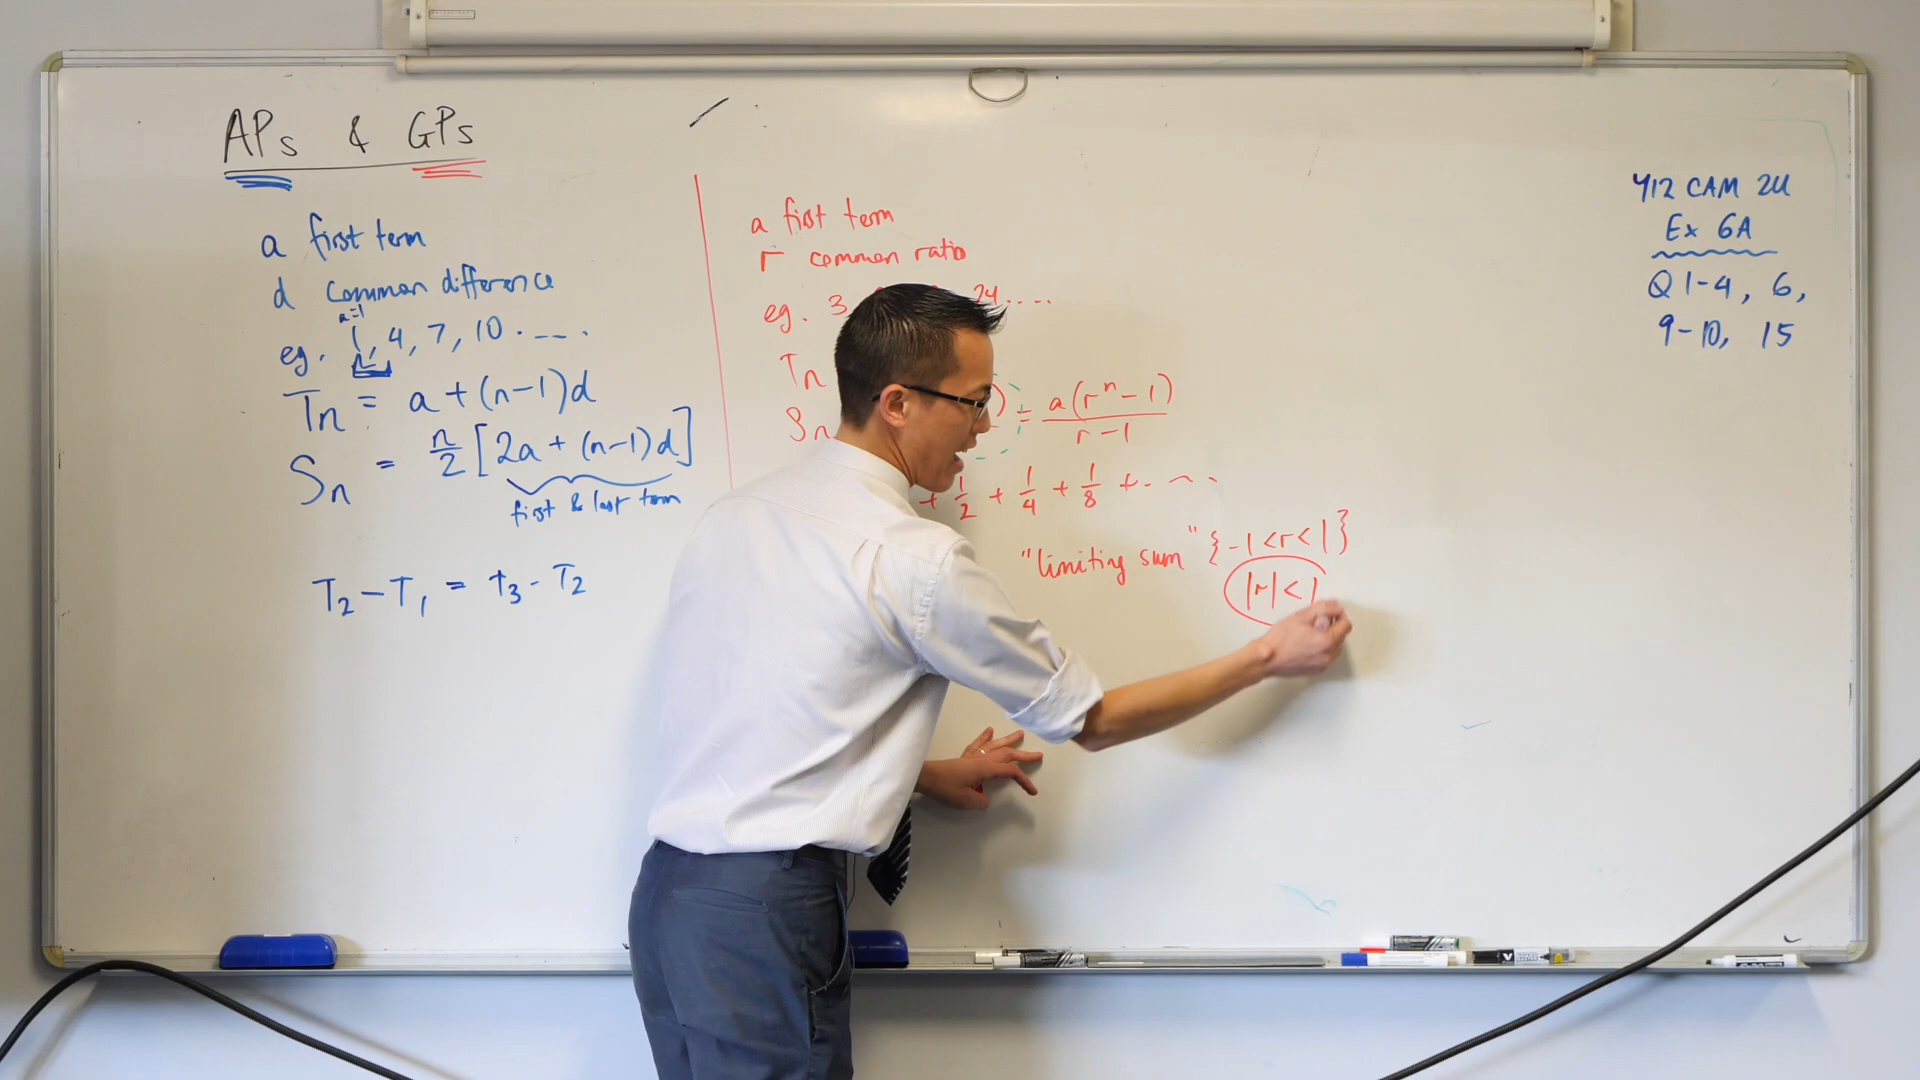 APs & GPs
a first term
d common difference
a=1
eg. 1, 4, 7, 10 . ....
Tn = a + (n-1)d
Sn = n/2 [2a + (n-1)d]
first & last term
T2 - T1 = t3 - T2
a first term
r common ratio
eg. 3 24 . ...
Tn
Sn ) = a(r^n - 1)/(r - 1)
+ 1/2 + 1/4 + 1/8 + ....
"limiting sum" {-1<r<1}
|r|<1
Y12 CAM 2U
Ex 6A
Q 1-4, 6,
9-10, 15